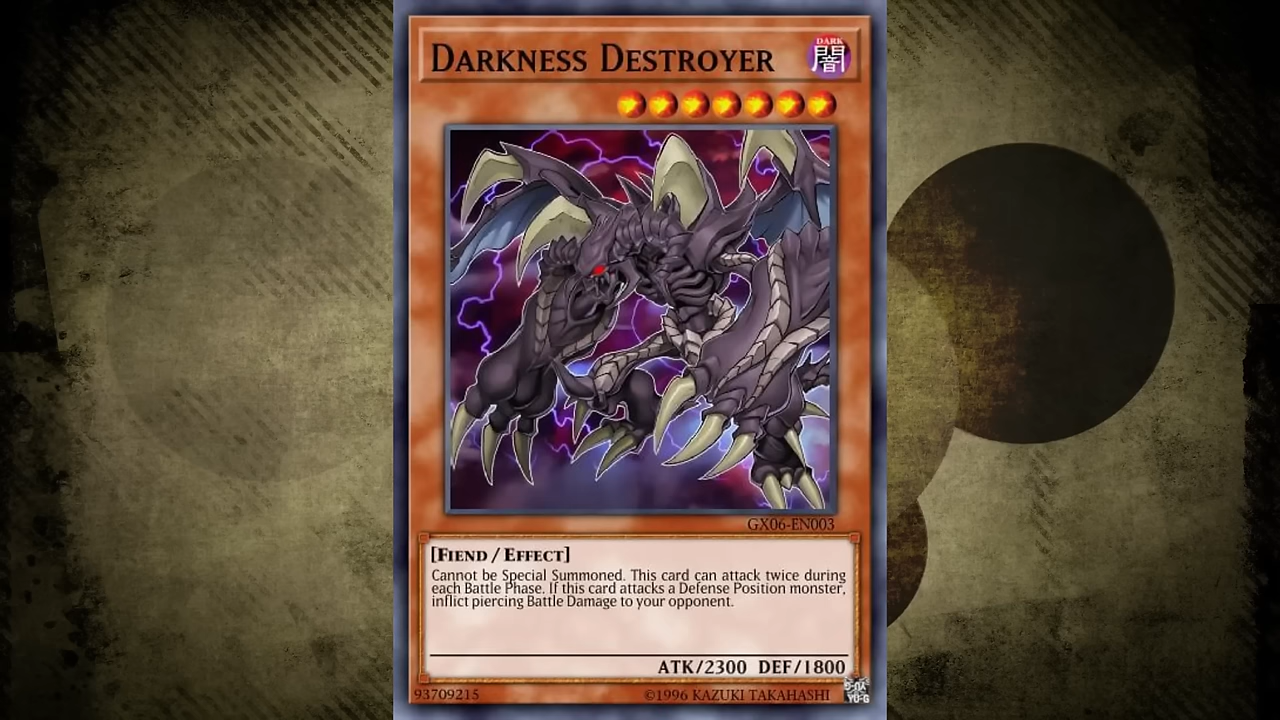 DARKNESS DESTROYER
DARK
闇
GX06-EN003
[FIEND / EFFECT]
Cannot be Special Summoned. This card can attack twice during
each Battle Phase. If this card attacks a Defense Position monster,
inflict piercing Battle Damage to your opponent.
ATK/2300 DEF/1800
93709215
©1996 KAZUKI TAKAHASHI